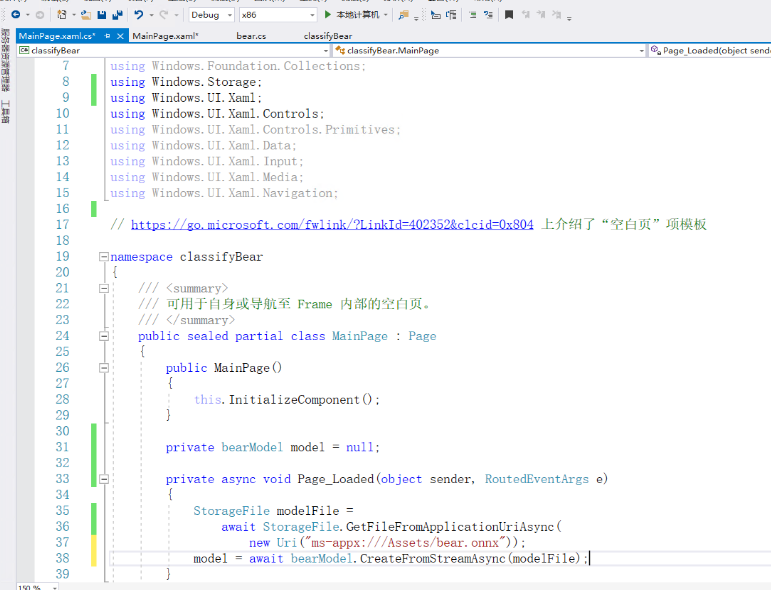 Debug x86 本地计算机
MainPage.xaml.cs* MainPage.xaml* bear.cs classifyBear
classifyBear classifyBear.MainPage Page_Loaded(object sende
7 using Windows.Foundation.Collections;
8 using Windows.Storage;
9 using Windows.UI.Xaml;
10 using Windows.UI.Xaml.Controls;
11 using Windows.UI.Xaml.Controls.Primitives;
12 using Windows.UI.Xaml.Data;
13 using Windows.UI.Xaml.Input;
14 using Windows.UI.Xaml.Media;
15 using Windows.UI.Xaml.Navigation;
16
17 // https://go.microsoft.com/fwlink/?LinkId=402352&clcid=0x804 上介绍了“空白页”项模板
18
19 namespace classifyBear
20 {
21 /// <summary>
22 /// 可用于自身或导航至 Frame 内部的空白页。
23 /// </summary>
24 public sealed partial class MainPage : Page
25 {
26 public MainPage()
27 {
28 this.InitializeComponent();
29 }
30
31 private bearModel model = null;
32
33 private async void Page_Loaded(object sender, RoutedEventArgs e)
34 {
35 StorageFile modelFile =
36 await StorageFile.GetFileFromApplicationUriAsync(
37 new Uri("ms-appx:///Assets/bear.onnx"));
38 model = await bearModel.CreateFromStreamAsync(modelFile);
39 }
150 %